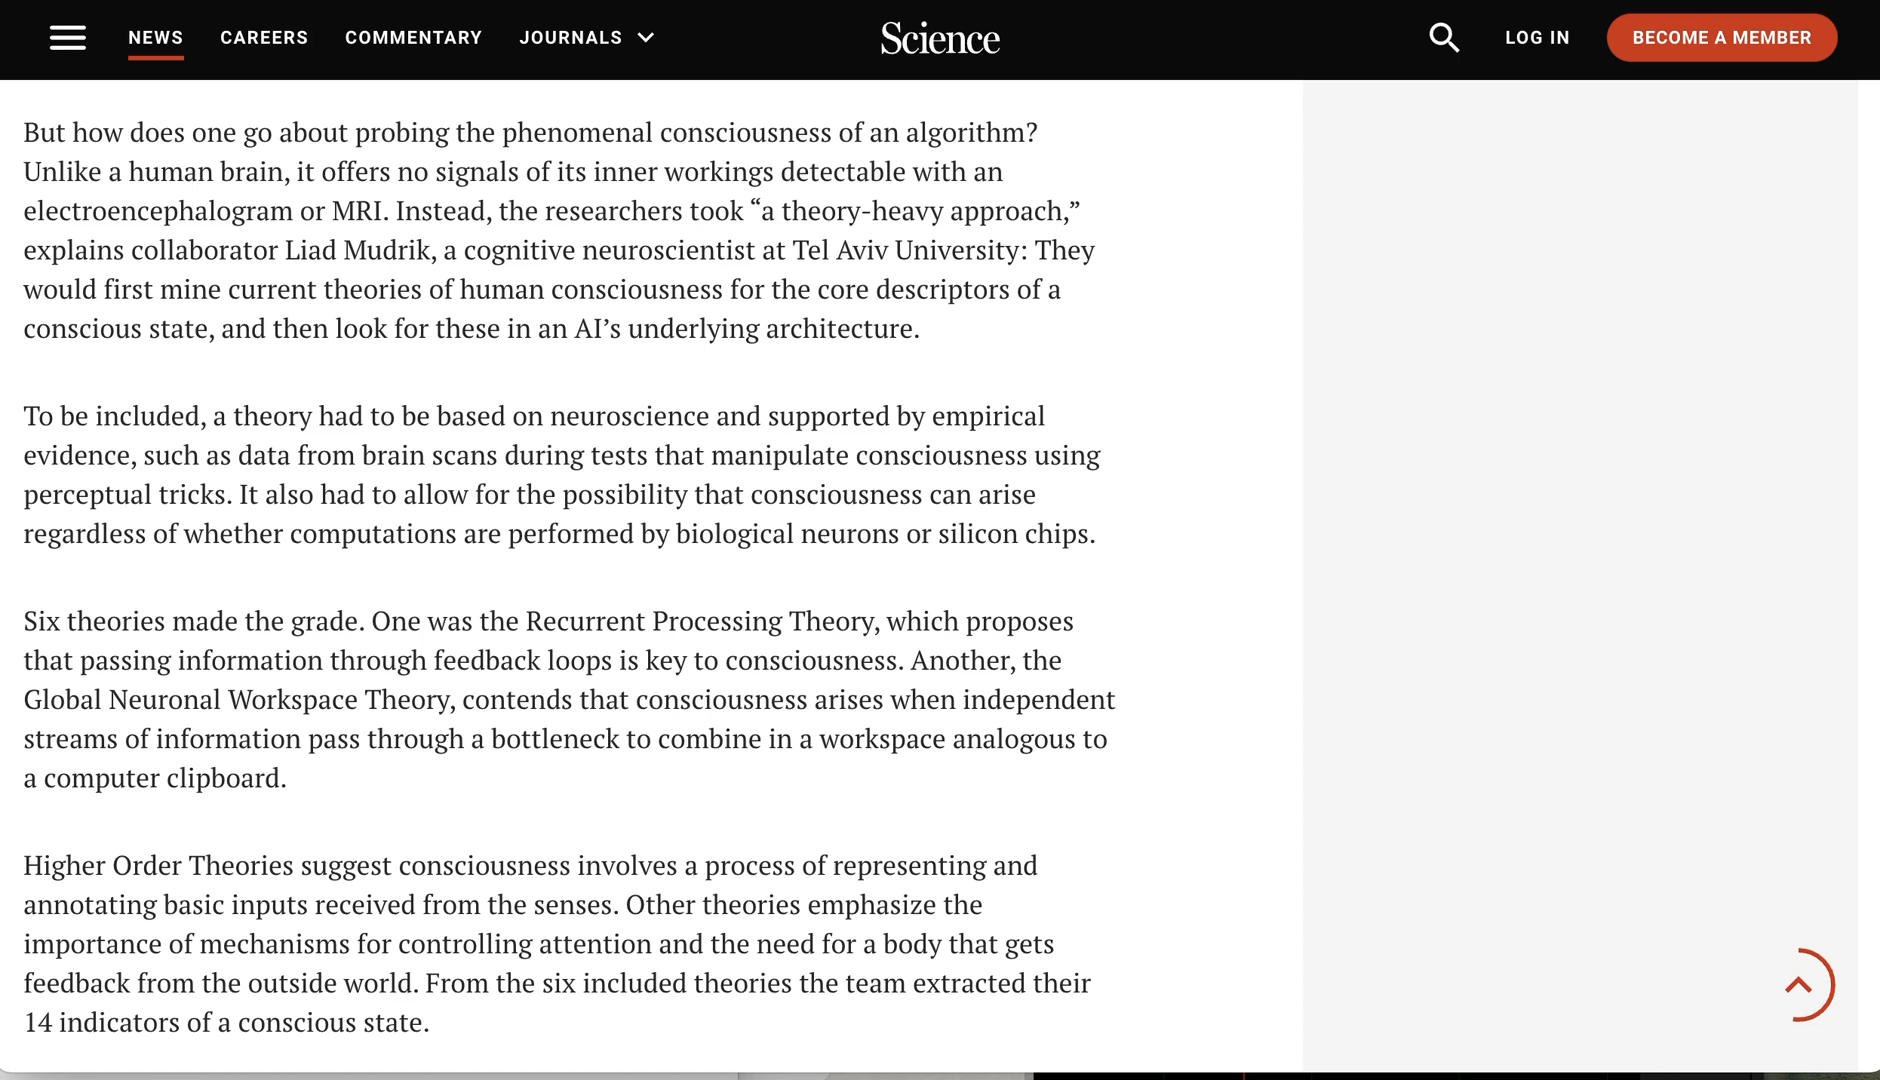 NEWS CAREERS COMMENTARY JOURNALS Science LOG IN BECOME A MEMBER
But how does one go about probing the phenomenal consciousness of an algorithm?
Unlike a human brain, it offers no signals of its inner workings detectable with an
electroencephalogram or MRI. Instead, the researchers took “a theory-heavy approach,”
explains collaborator Liad Mudrik, a cognitive neuroscientist at Tel Aviv University: They
would first mine current theories of human consciousness for the core descriptors of a
conscious state, and then look for these in an AI’s underlying architecture.
To be included, a theory had to be based on neuroscience and supported by empirical
evidence, such as data from brain scans during tests that manipulate consciousness using
perceptual tricks. It also had to allow for the possibility that consciousness can arise
regardless of whether computations are performed by biological neurons or silicon chips.
Six theories made the grade. One was the Recurrent Processing Theory, which proposes
that passing information through feedback loops is key to consciousness. Another, the
Global Neuronal Workspace Theory, contends that consciousness arises when independent
streams of information pass through a bottleneck to combine in a workspace analogous to
a computer clipboard.
Higher Order Theories suggest consciousness involves a process of representing and
annotating basic inputs received from the senses. Other theories emphasize the
importance of mechanisms for controlling attention and the need for a body that gets
feedback from the outside world. From the six included theories the team extracted their
14 indicators of a conscious state.